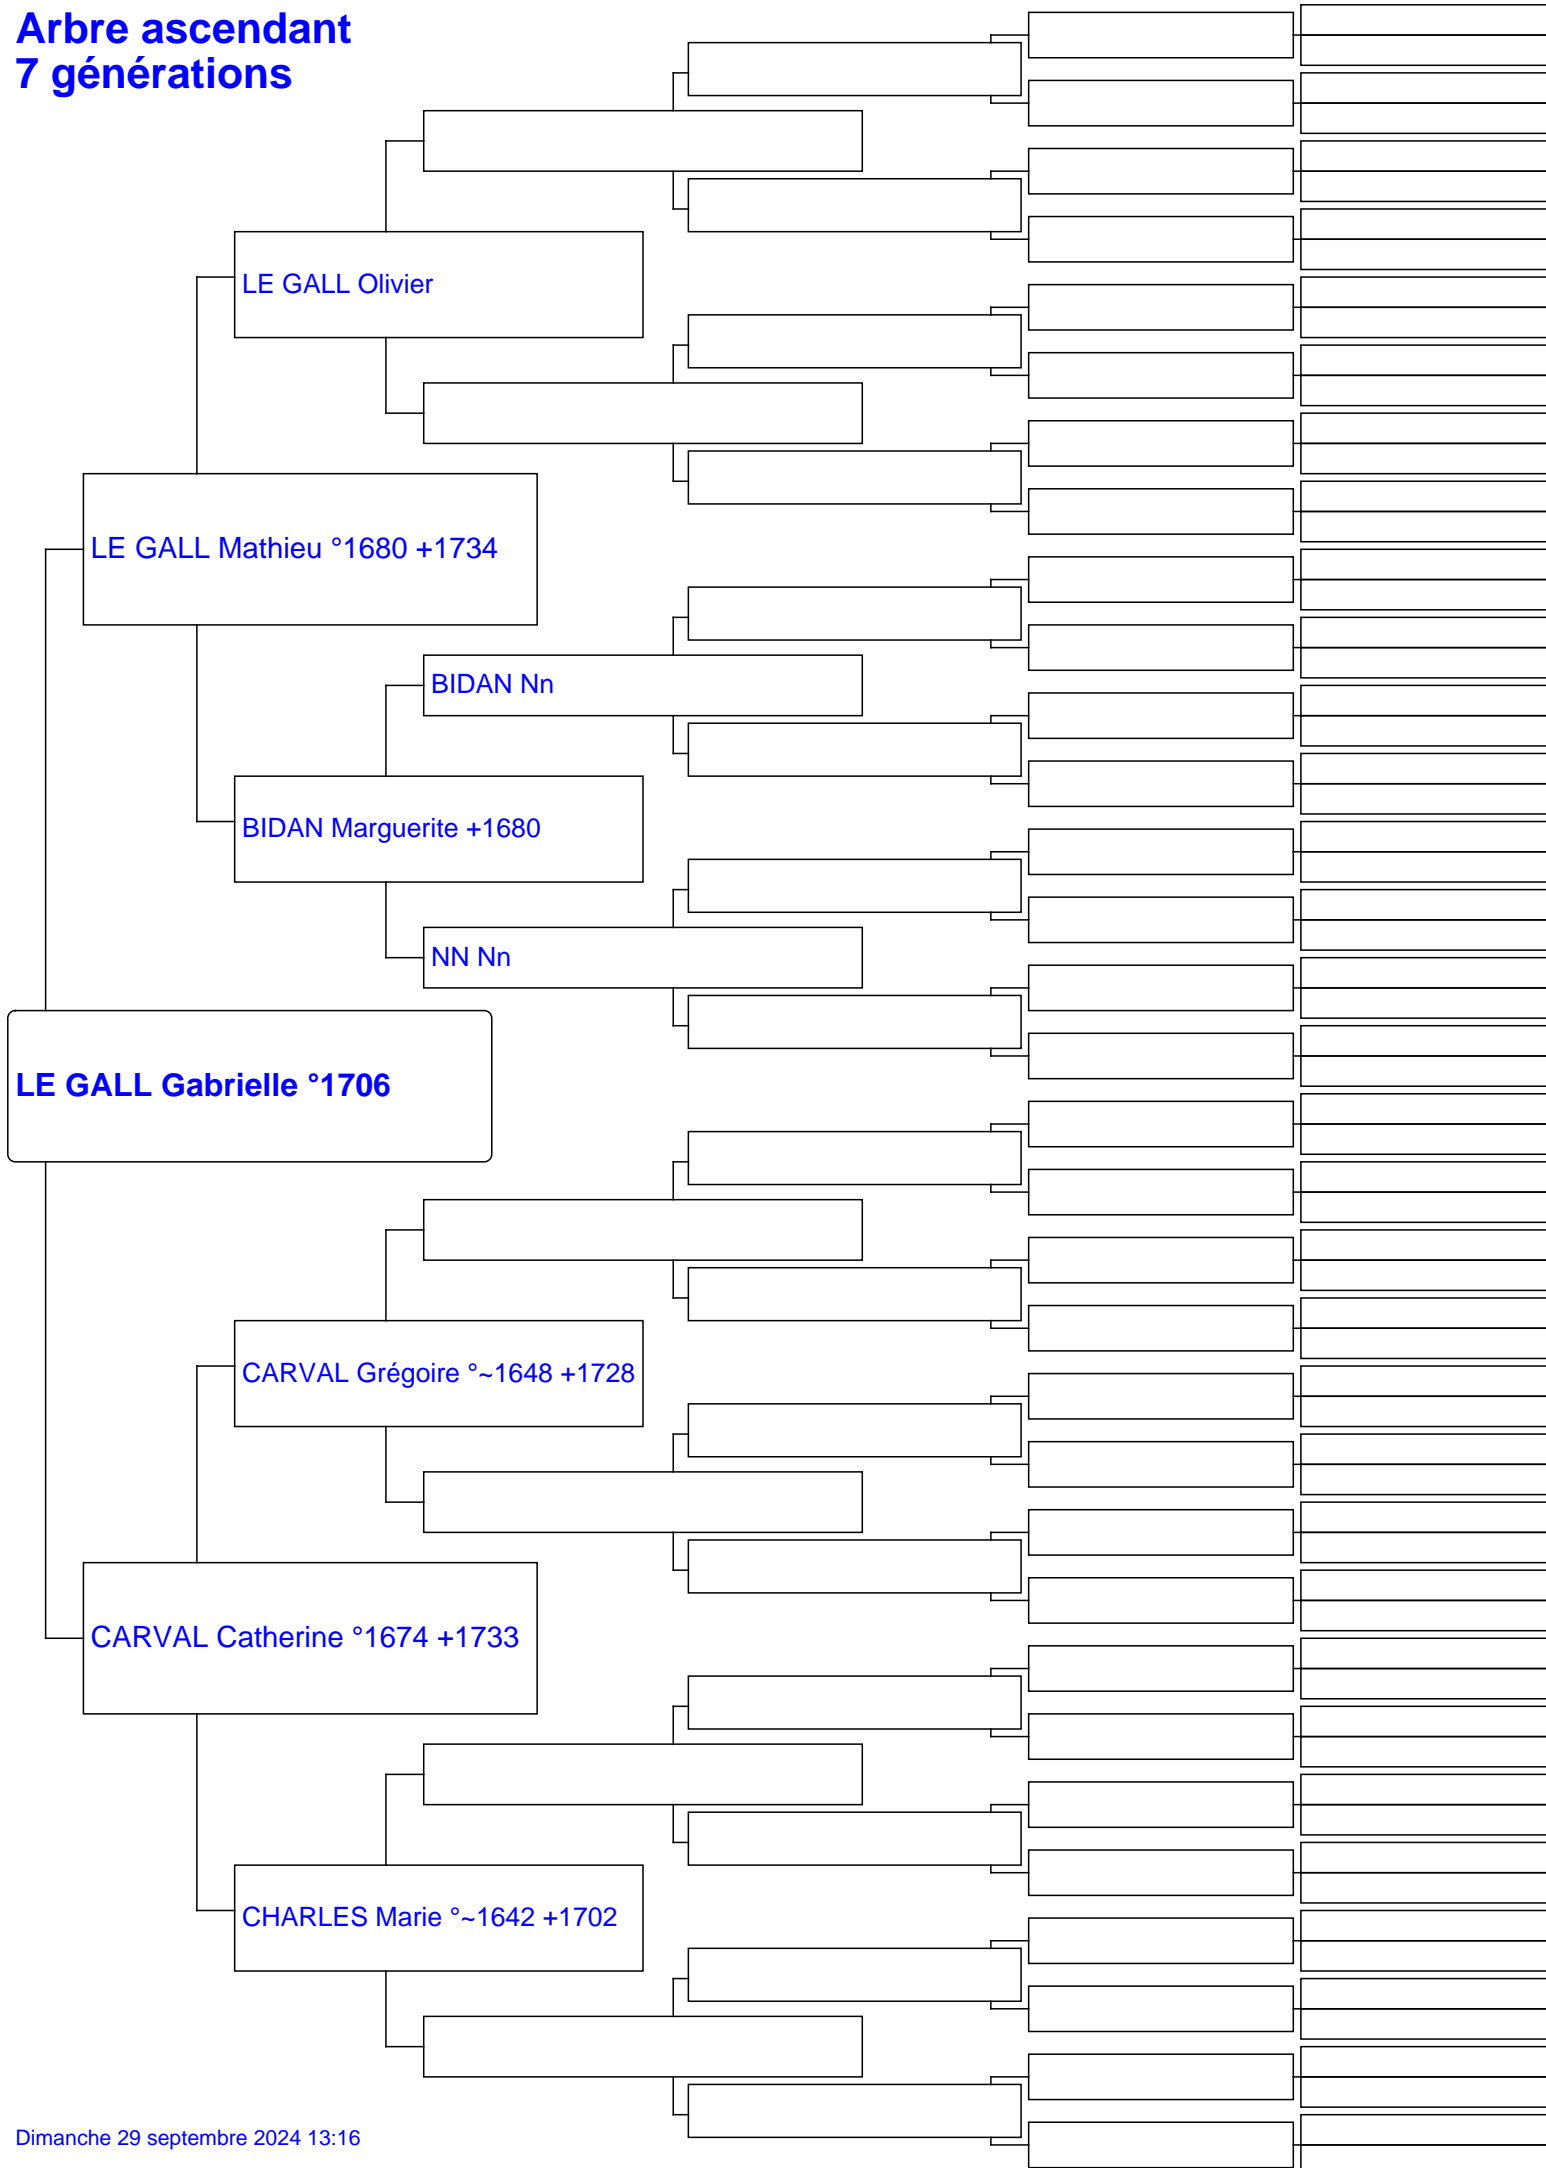 Arbre ascendant
7 générations
LE GALL Olivier
LE GALL Mathieu °1680 +1734
BIDAN Nn
BIDAN Marguerite +1680
NN Nn
LE GALL Gabrielle °1706
CARVAL Grégoire °~1648 +1728
CARVAL Catherine °1674 +1733
CHARLES Marie °~1642 +1702
Dimanche 29 septembre 2024 13:16